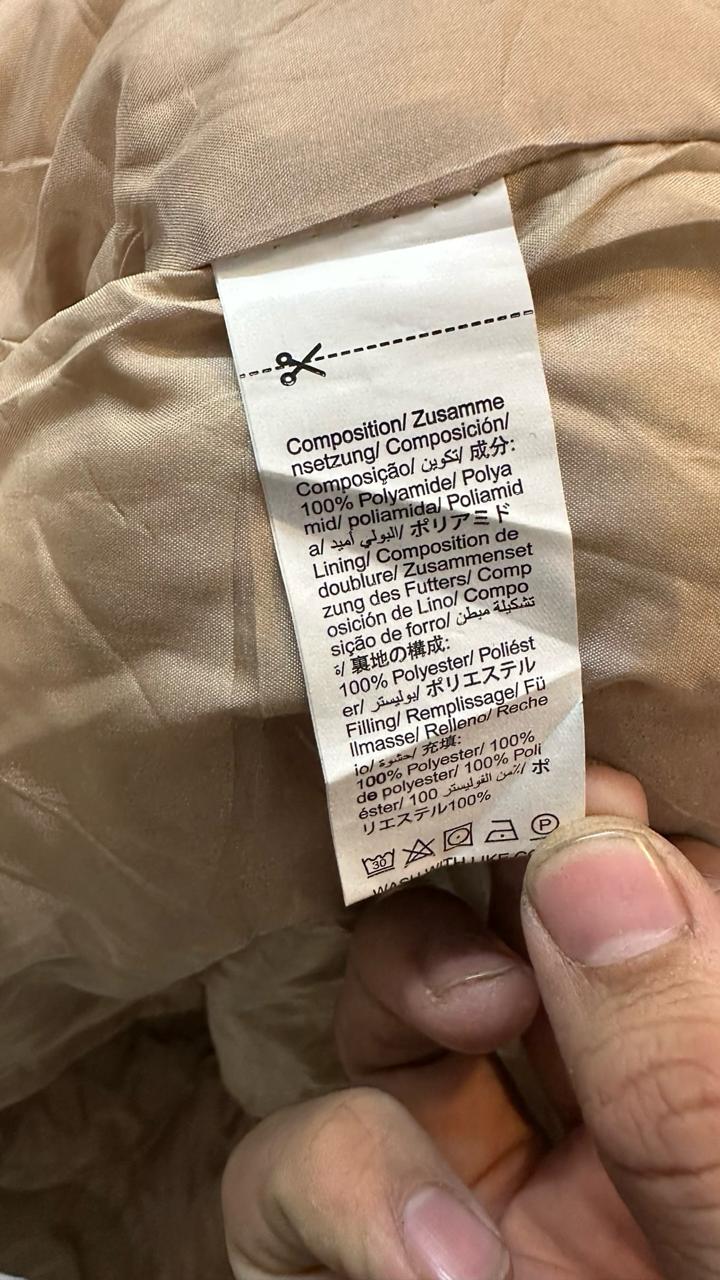 Composition/ Zusamme
nsetzung/ Composición/
Composição/ تكوين/ 成分:
100% Polyamide/ Polya
mid/ poliamida/ Poliamid
a/ البولي أميد/ ポリアミド
Lining/ Composition de
doublure/ Zusammenset
zung des Futters/ Comp
osición de Lino/ Compo
sição de forro/ تشكيلة مبطن
ة/ 裏地の構成:
100% Polyester/ Poliést
er/ بوليستر/ ポリエステル
Filling/ Remplissage/ Fü
llmasse/ Relleno/ Reche
io/ حشوة/ 充填:
100% Polyester/ 100%
de polyester/ 100% Poli
éster/ 100 من الفوليستر٪/ ポ
リエステル100%
30 P
WASH WITH LIKE